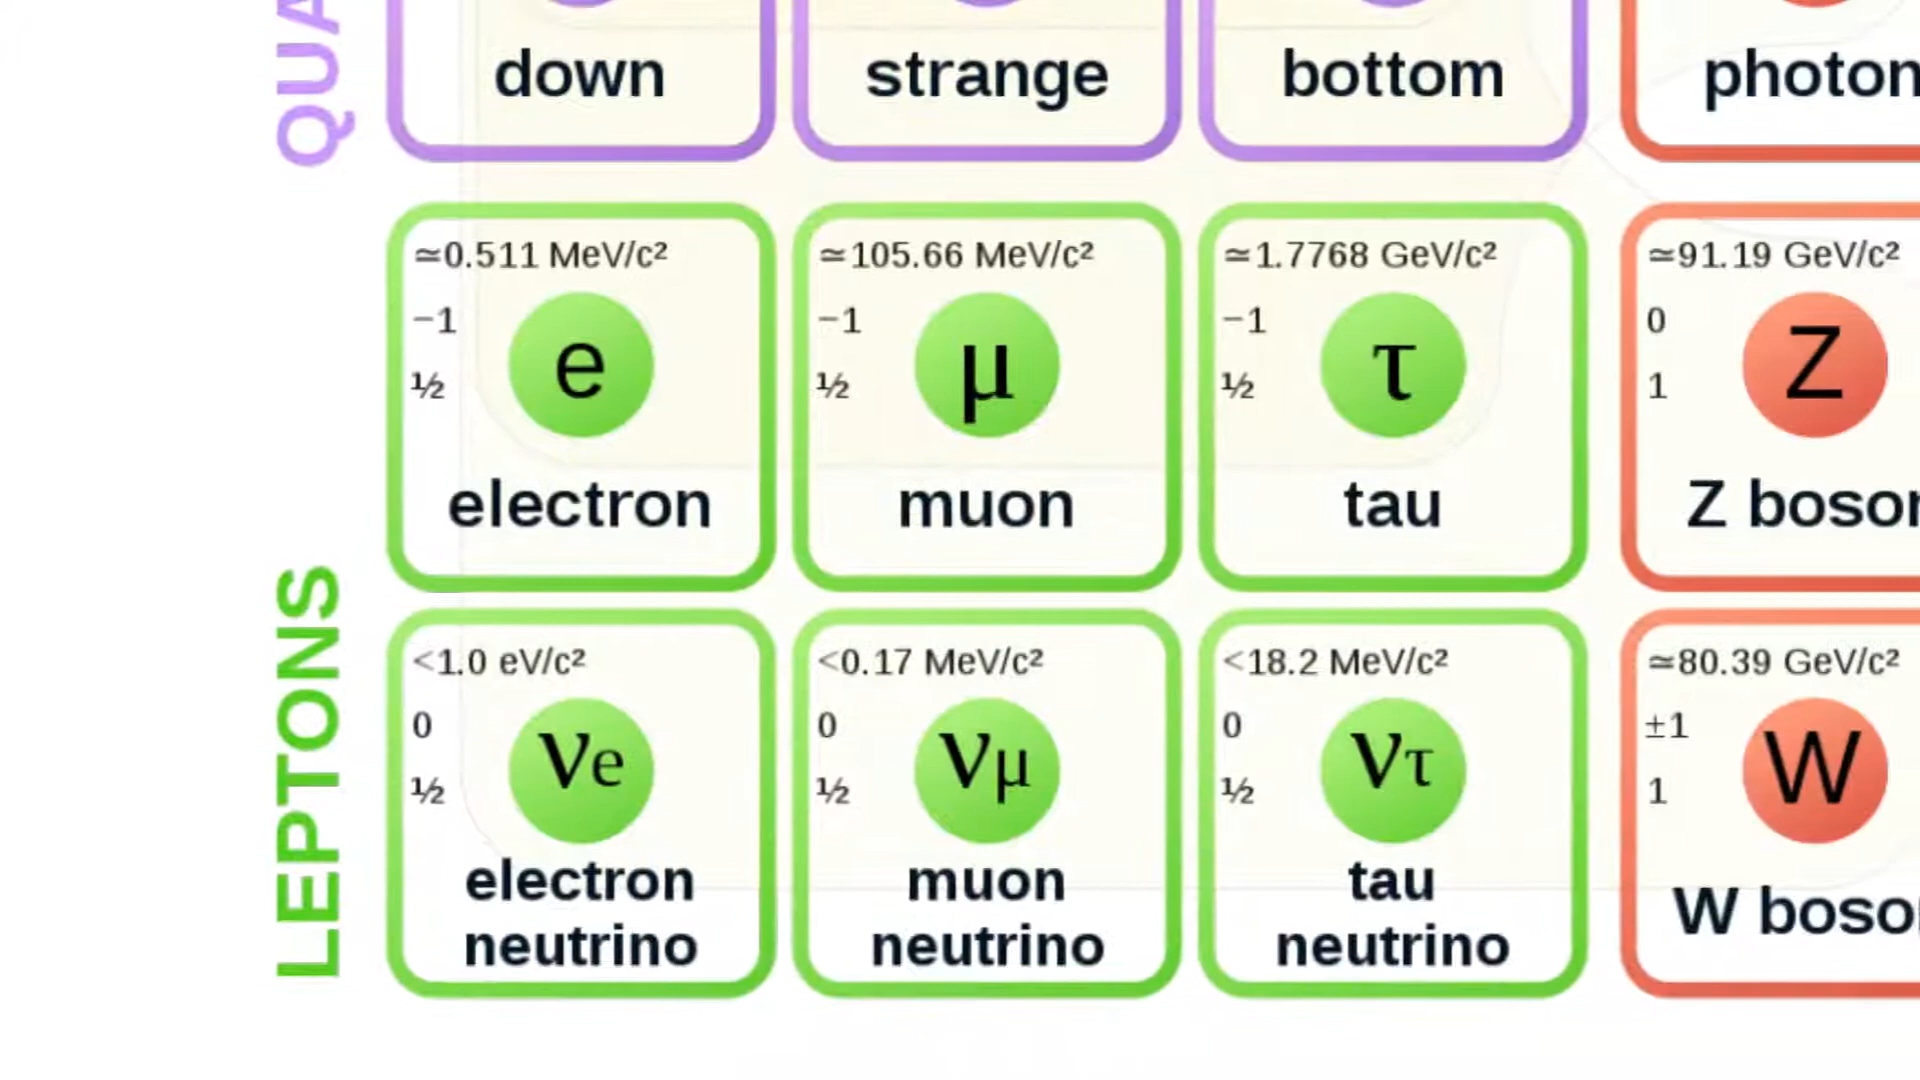 QUA
down
strange
bottom
photon
≃0.511 MeV/c²
−1
½
e
electron
≃105.66 MeV/c²
−1
½
μ
muon
≃1.7768 GeV/c²
−1
½
τ
tau
≃91.19 GeV/c²
0
1
Z
Z boson
LEPTONS
<1.0 eV/c²
0
½
νe
electron
neutrino
<0.17 MeV/c²
0
½
νμ
muon
neutrino
<18.2 MeV/c²
0
½
ντ
tau
neutrino
≃80.39 GeV/c²
±1
1
W
W boso